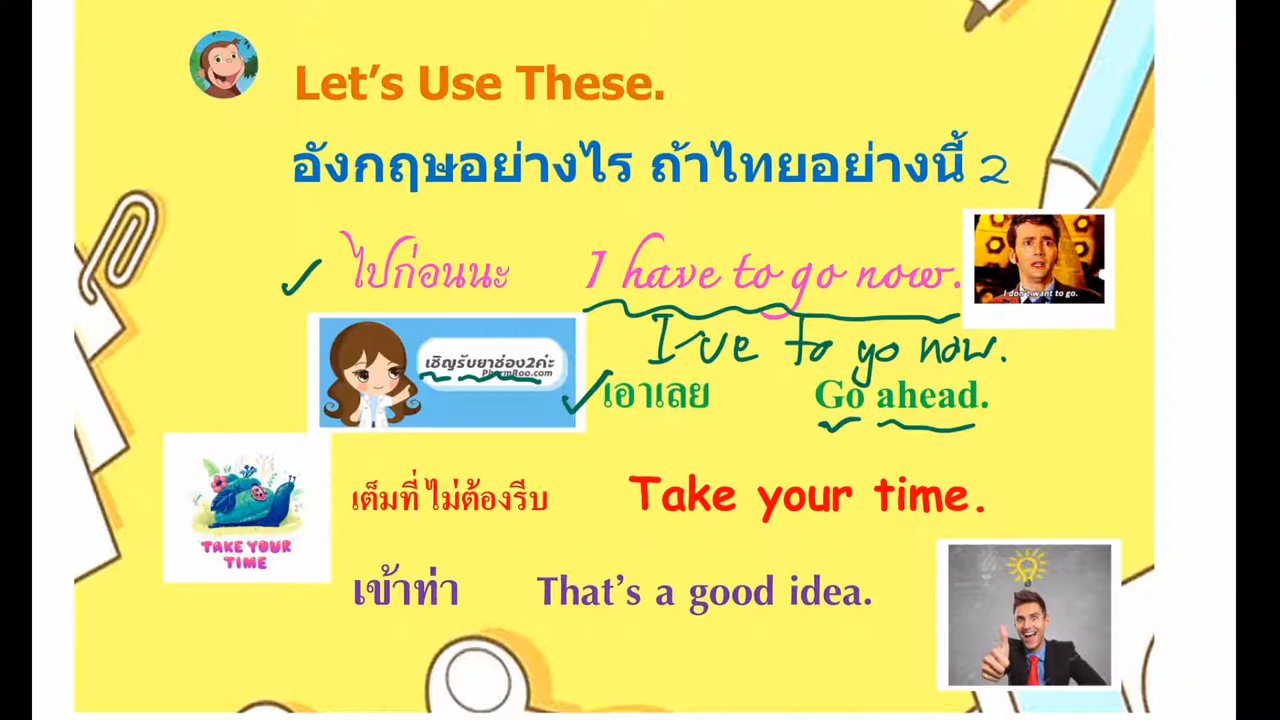 Let's Use These.
อังกฤษอย่างไร ถ้าไทยอย่างนี้ 2
ไปก่อนนะ I have to go now.
I don't want to go.
I've to go now.
เชิญรับยาช่อง2ค่ะ
PharmRoo.com
เอาเลย Go ahead.
เต็มที่ ไม่ต้องรีบ Take your time.
TAKE YOUR
TIME
เข้าท่า That's a good idea.